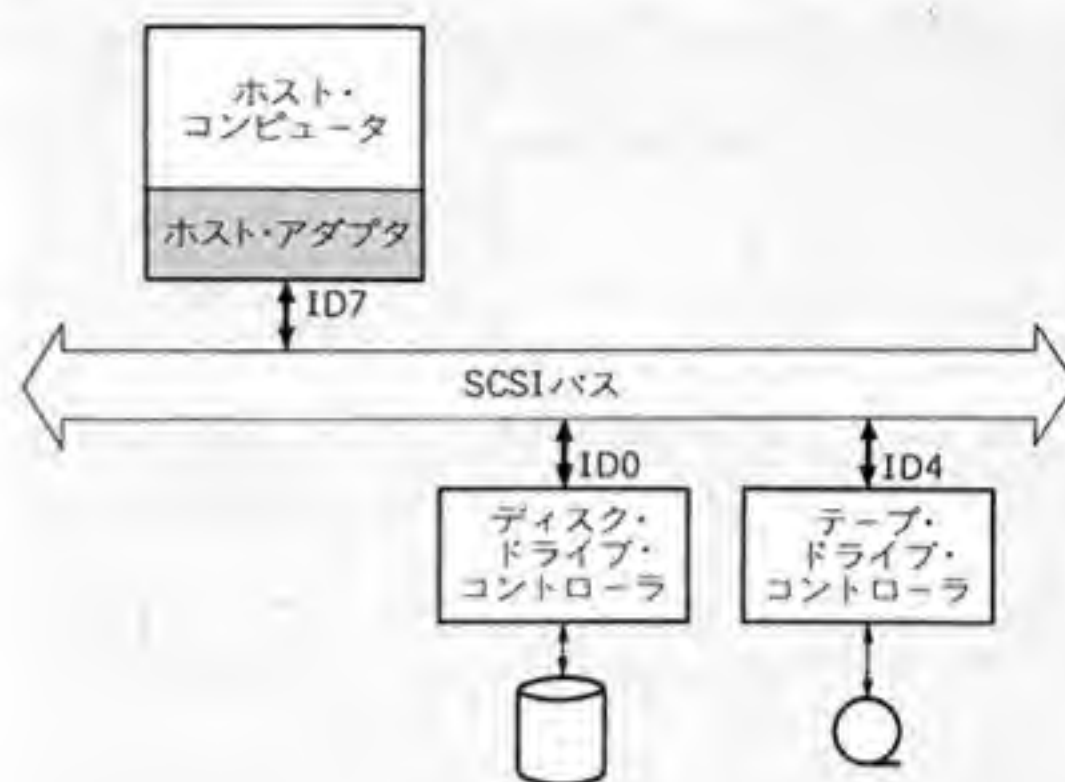 ホスト・
コンピュータ
ホスト・アダプタ
ID7
SCSIバス
ID0
ID4
ディスク・
ドライブ・
コントローラ
テープ・
ドライブ・
コントローラ